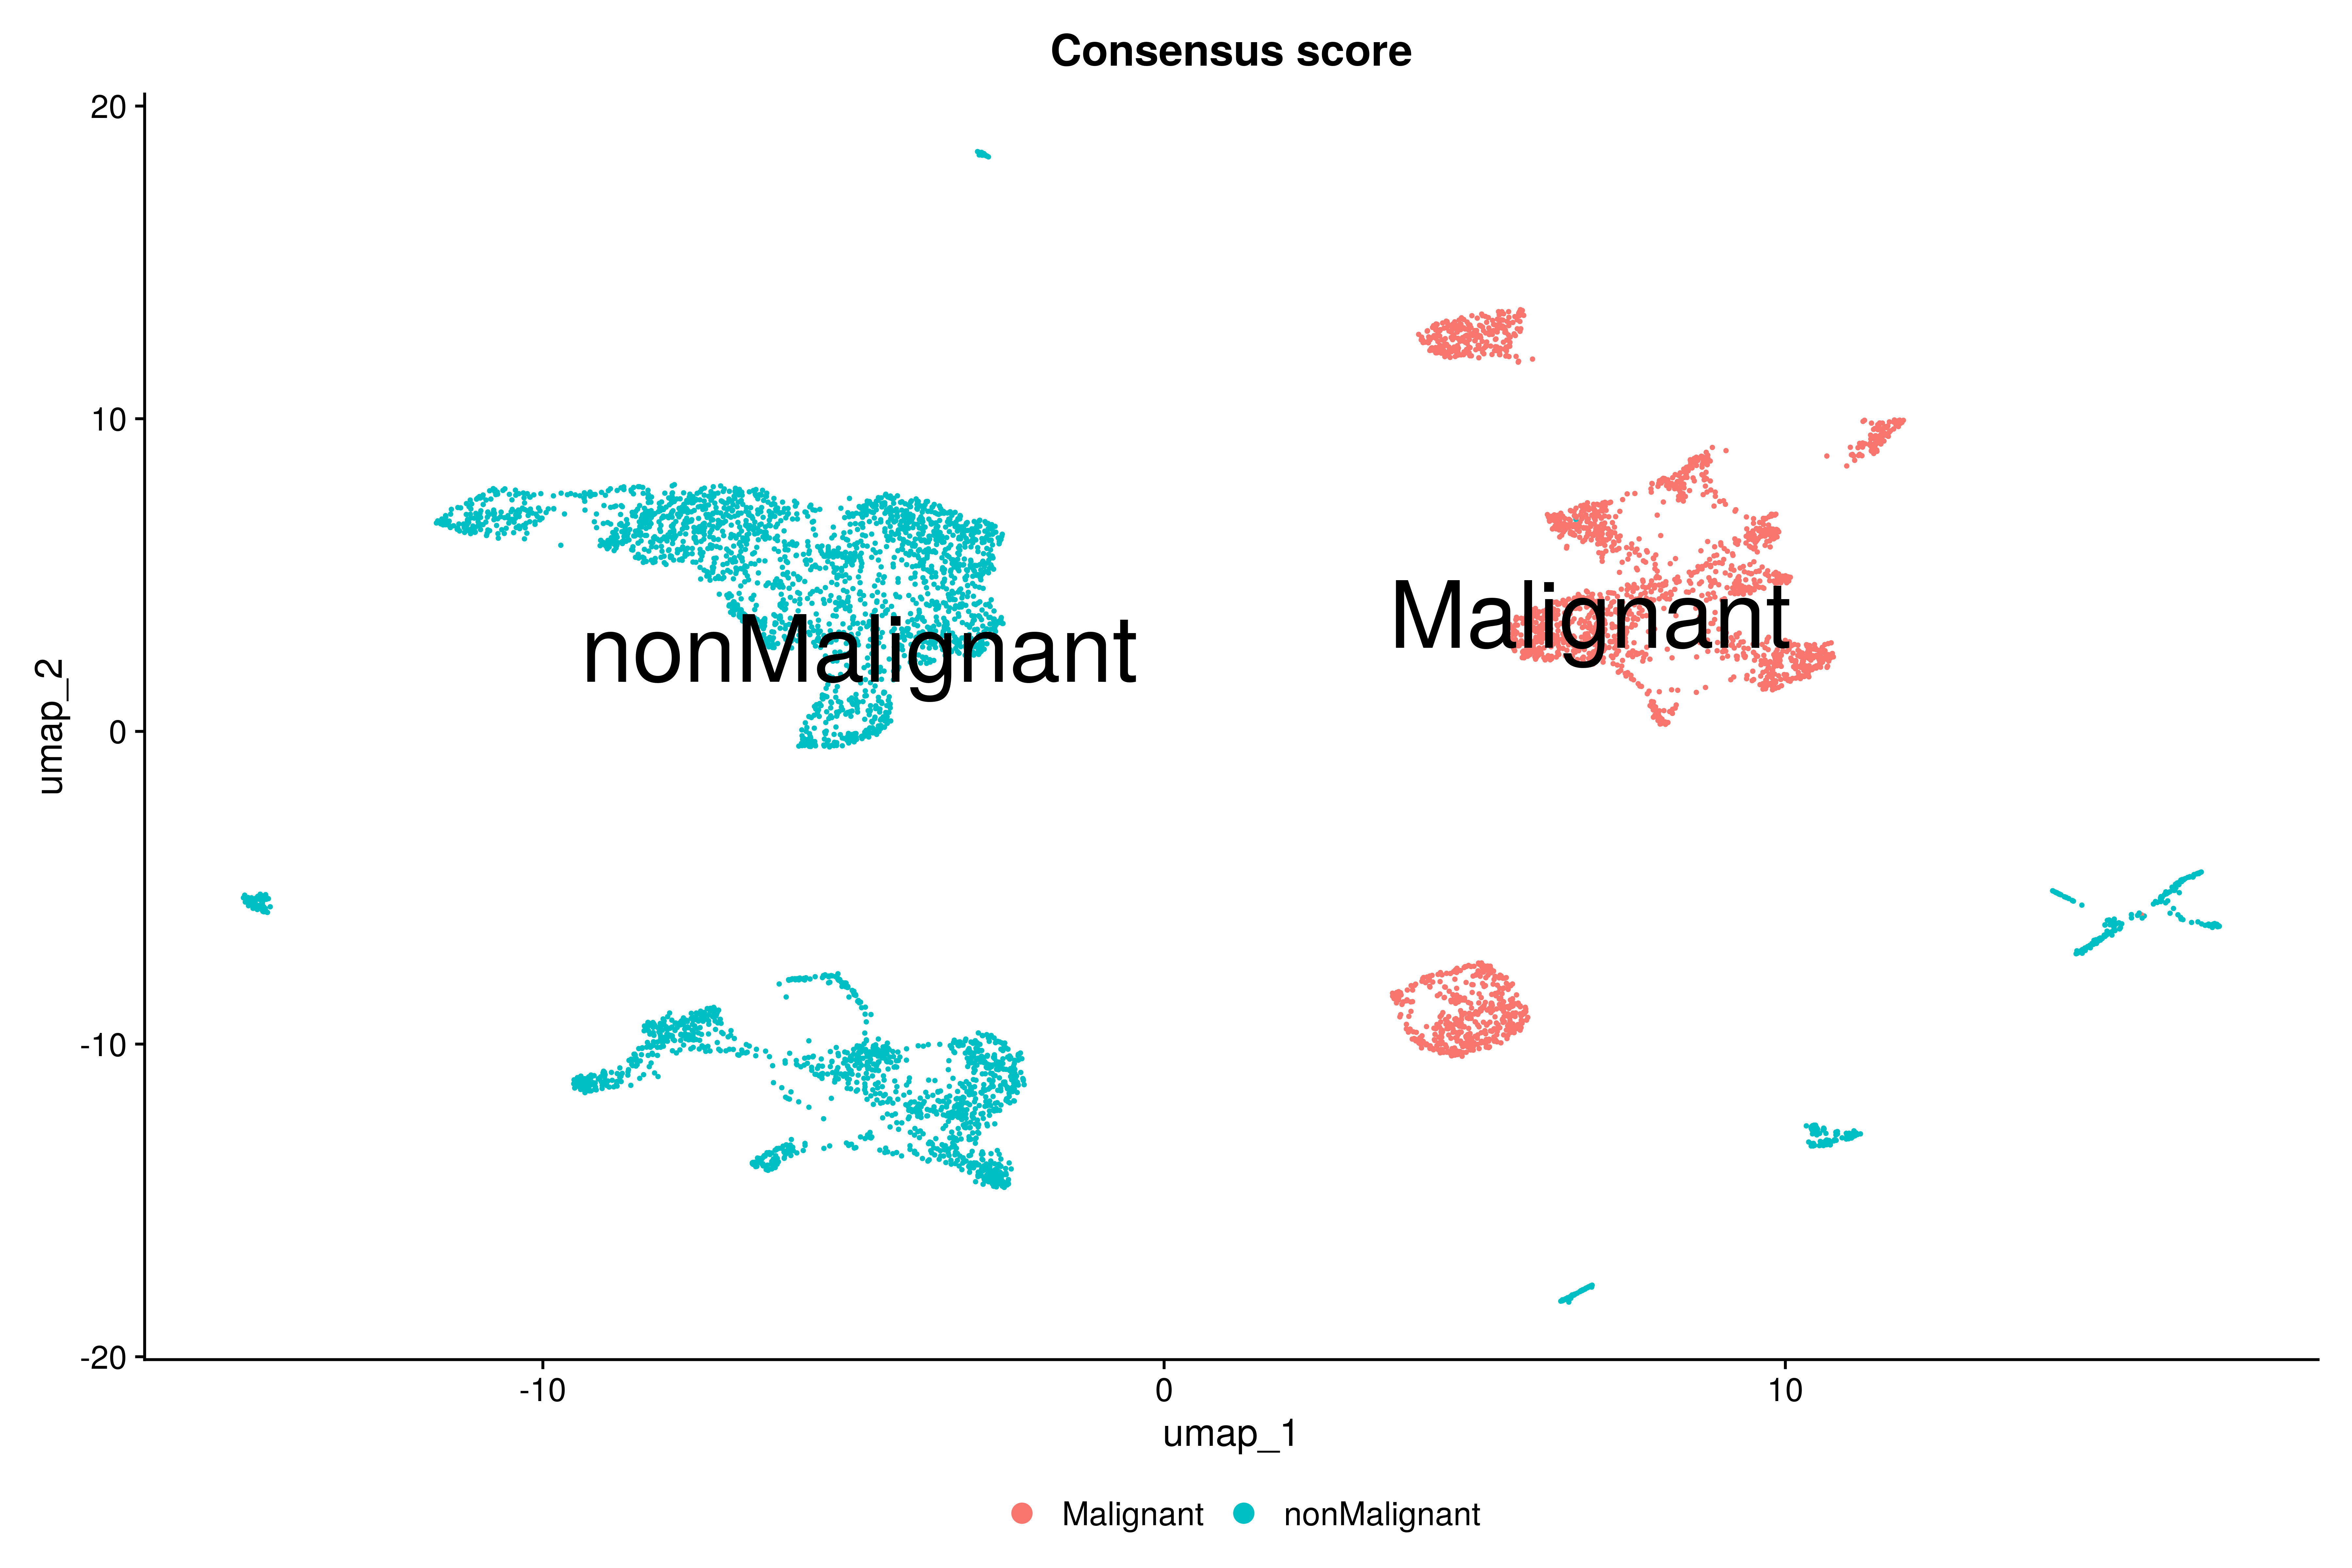 Consensus score
20
10
0
-10
-20
umap_2
nonMalignant
Malignant
-10 0 10
umap_1
Malignant nonMalignant